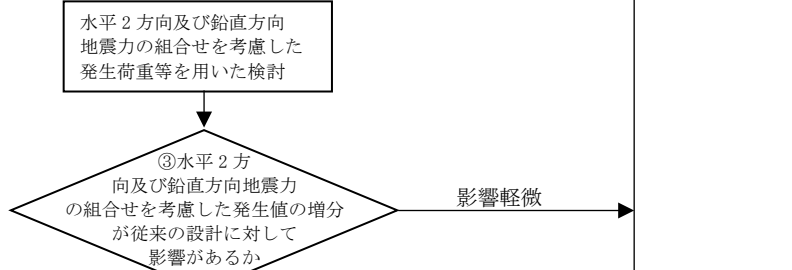 水平２方向及び鉛直方向
地震力の組合せを考慮した
発生荷重等を用いた検討
③水平２方
向及び鉛直方向地震力
の組合せを考慮した発生値の増分
が従来の設計に対して
影響があるか
影響軽微